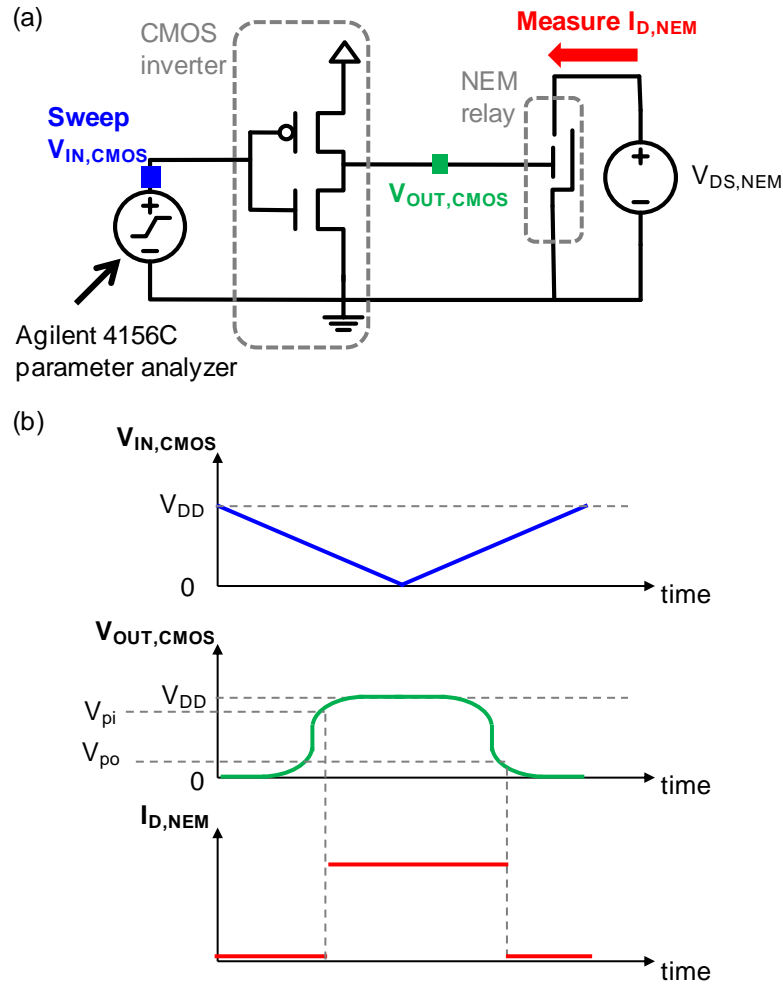 (a)
CMOS
inverter
Measure I_D,NEM
NEM
relay
Sweep
V_IN,CMOS
+
−
V_OUT,CMOS
+
−
V_DS,NEM
Agilent 4156C
parameter analyzer
(b)
V_IN,CMOS
V_DD
0
time
V_OUT,CMOS
V_DD
V_pi
V_po
0
time
I_D,NEM
time